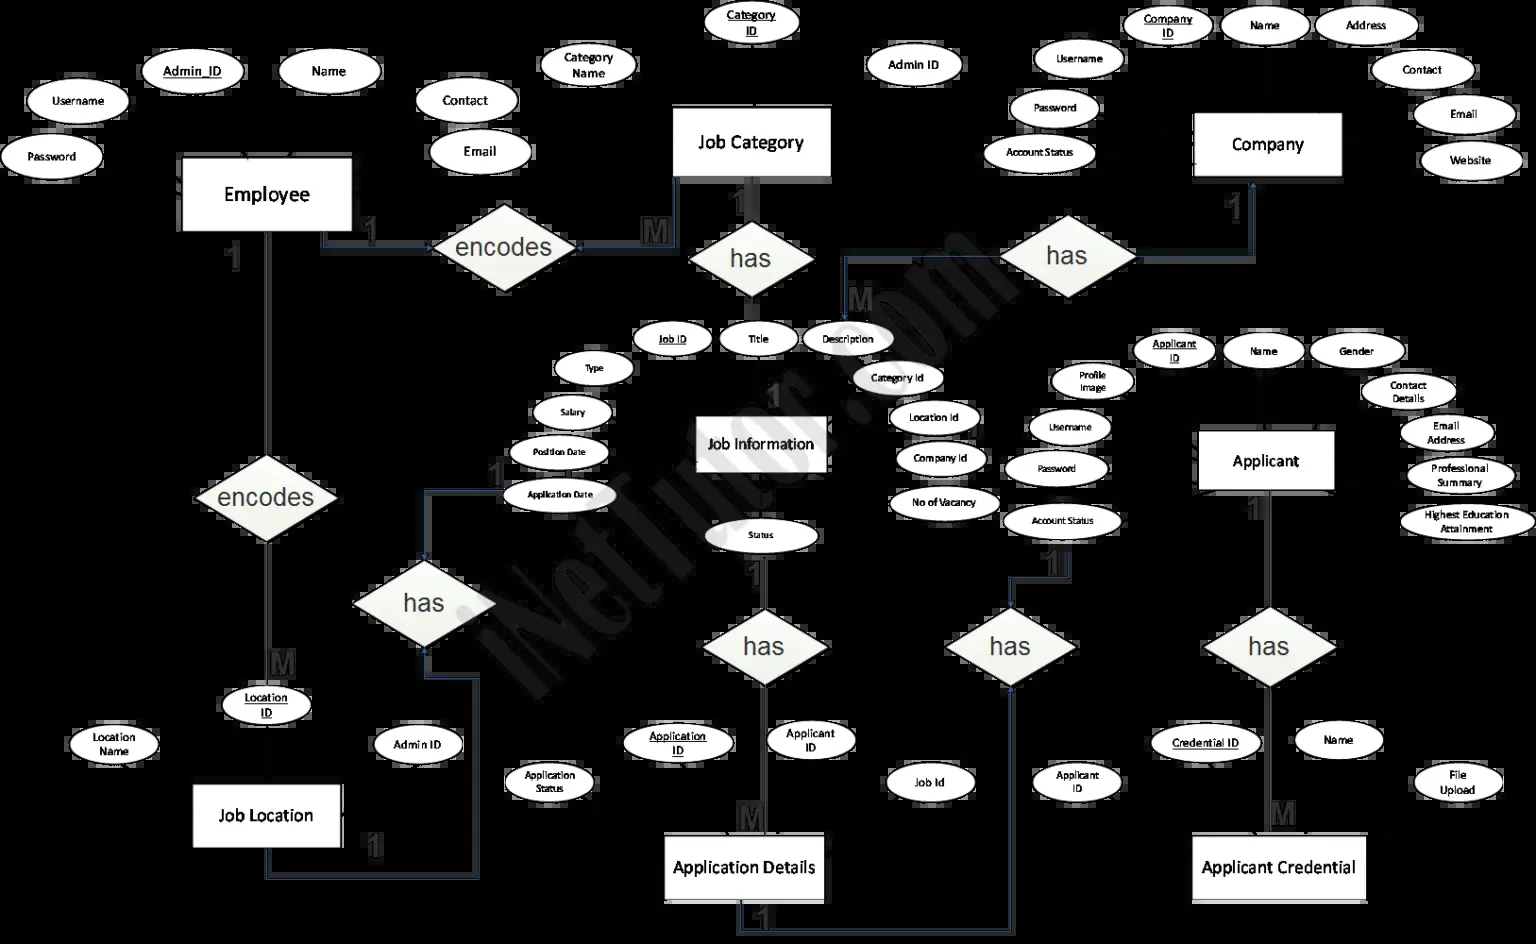 Category
ID
Company
ID
Name
Address
Category
Name
Admin ID
Username
Contact
Admin_ID
Name
Username
Contact
Password
Email
Password
Email
Account Status
Website
Job Category
Company
Employee
1
1
M
1
1
encodes
has
has
1
M
Job ID
Title
Description
Applicant
ID
Name
Gender
Type
Category Id
Profile
Image
Contact
Details
Salary
1
Location Id
Username
Email
Address
Job Information
Applicant
Position Date
Company Id
Password
Professional
Summary
1
Application Date
No of Vacancy
Account Status
Highest Education
Attainment
encodes
Status
1
1
1
has
has
has
has
iNetTutor.com
M
Location
ID
Location
Name
Admin ID
Application
ID
Applicant
ID
Credential ID
Name
Application
Status
Job Id
Applicant
ID
File
Upload
Job Location
1
M
M
Application Details
Applicant Credential
1